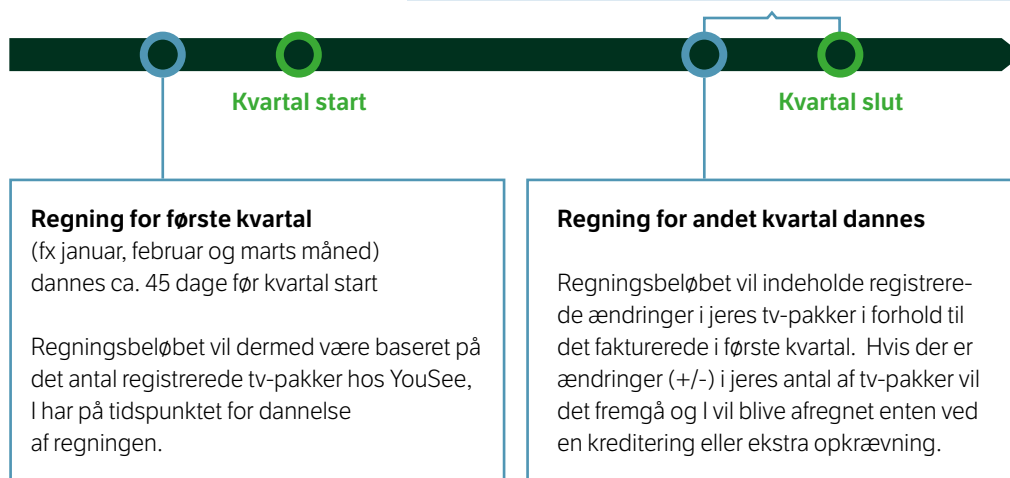 Kvartal start
Kvartal slut
Regning for første kvartal
(fx januar, februar og marts måned)
dannes ca. 45 dage før kvartal start
Regningsbeløbet vil dermed være baseret på
det antal registrerede tv-pakker hos YouSee,
I har på tidspunktet for dannelse
af regningen.
Regning for andet kvartal dannes
Regningsbeløbet vil indeholde registrere-
de ændringer i jeres tv-pakker i forhold til
det fakturerede i første kvartal.  Hvis der er
ændringer (+/-) i jeres antal af tv-pakker vil
det fremgå og I vil blive afregnet enten ved
en kreditering eller ekstra opkrævning.